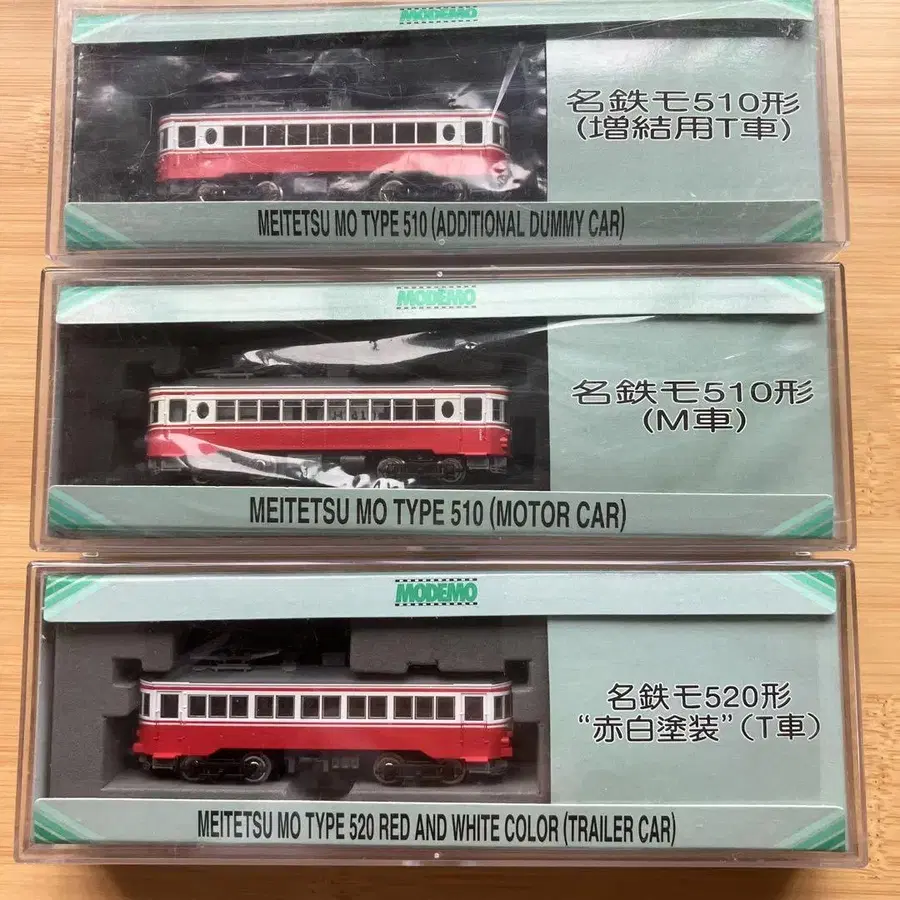 MODEMO
名鉄モ510形
(増結用T車)
MEITETSU MO TYPE 510 (ADDITIONAL DUMMY CAR)
MODEMO
名鉄モ510形
(M車)
MEITETSU MO TYPE 510 (MOTOR CAR)
MODEMO
名鉄モ520形
“赤白塗装”(T車)
MEITETSU MO TYPE 520 RED AND WHITE COLOR (TRAILER CAR)